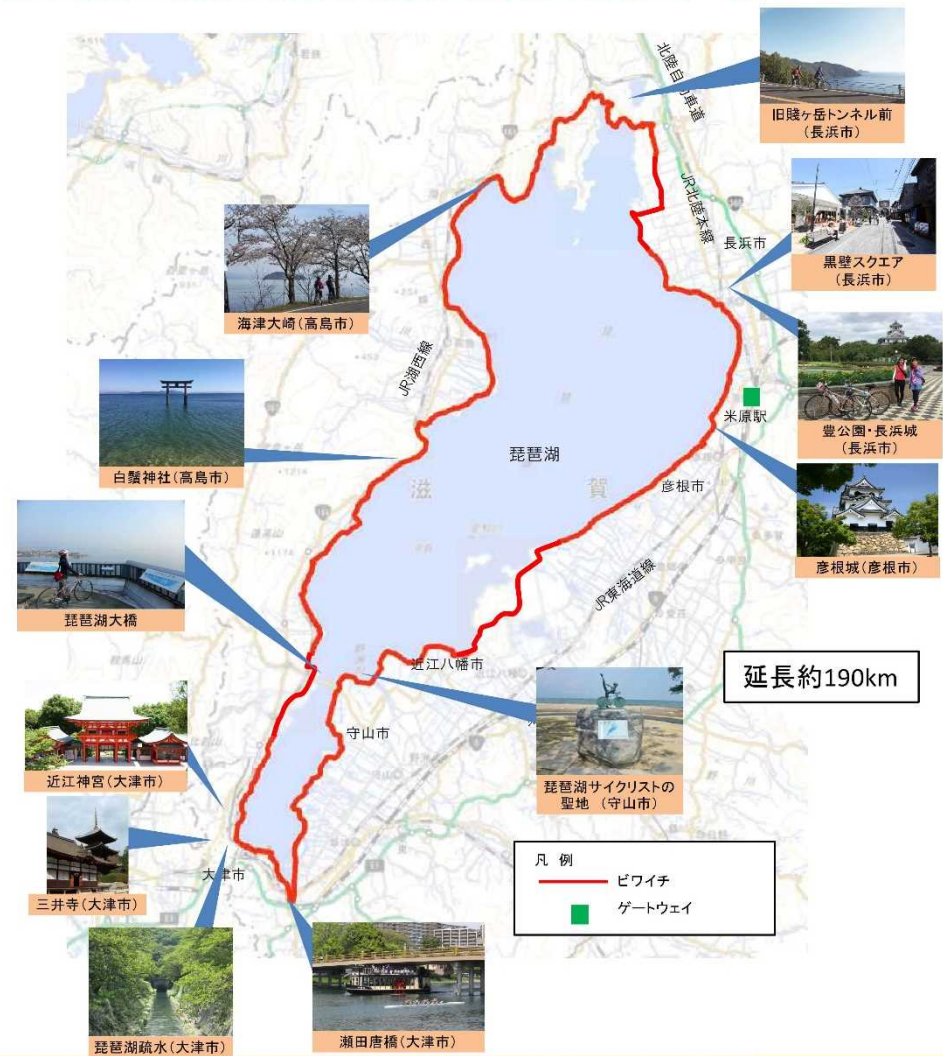 北陸自動車道
旧賤ヶ岳トンネル前
(長浜市)
161
JR北陸本線
長浜市
黒壁スクエア
(長浜市)
海津大崎(高島市)
JR湖西線
豊公園・長浜城
(長浜市)
米原駅
白鬚神社(高島市)
琵琶湖
滋賀
彦根市
彦根城(彦根市)
JR東海道線
琵琶湖大橋
近江八幡市
延長約190km
守山市
近江神宮(大津市)
琵琶湖サイクリストの
聖地 (守山市)
大津市
三井寺(大津市)
凡 例
ビワイチ
ゲートウェイ
琵琶湖疏水(大津市)
瀬田唐橋(大津市)